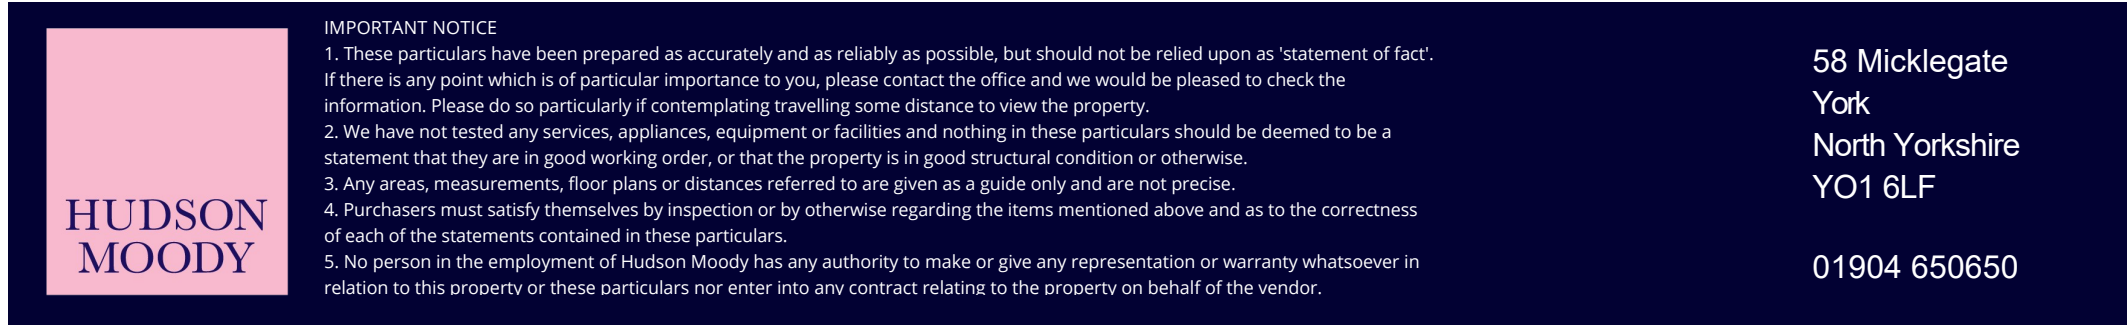 HUDSON
MOODY
IMPORTANT NOTICE
1. These particulars have been prepared as accurately and as reliably as possible, but should not be relied upon as 'statement of fact'.
If there is any point which is of particular importance to you, please contact the office and we would be pleased to check the
information. Please do so particularly if contemplating travelling some distance to view the property.
2. We have not tested any services, appliances, equipment or facilities and nothing in these particulars should be deemed to be a
statement that they are in good working order, or that the property is in good structural condition or otherwise.
3. Any areas, measurements, floor plans or distances referred to are given as a guide only and are not precise.
4. Purchasers must satisfy themselves by inspection or by otherwise regarding the items mentioned above and as to the correctness
of each of the statements contained in these particulars.
5. No person in the employment of Hudson Moody has any authority to make or give any representation or warranty whatsoever in
relation to this property or these particulars nor enter into any contract relating to the property on behalf of the vendor.
58 Micklegate
York
North Yorkshire
YO1 6LF
01904 650650